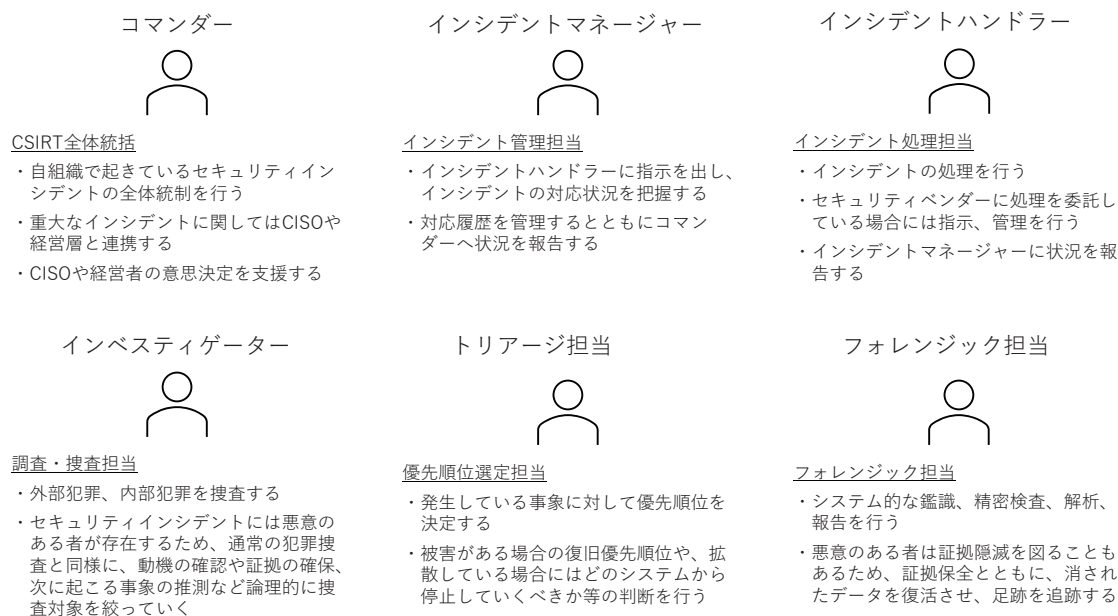 コマンダー
CSIRT全体統括
・自組織で起きているセキュリティイン
シデントの全体統制を行う
・重大なインシデントに関してはCISOや
経営層と連携する
・CISOや経営者の意思決定を支援する
インシデントマネージャー
インシデント管理担当
・インシデントハンドラーに指示を出し、
インシデントの対応状況を把握する
・対応履歴を管理するとともにコマン
ダーへ状況を報告する
インシデントハンドラー
インシデント処理担当
・インシデントの処理を行う
・セキュリティベンダーに処理を委託し
ている場合には指示、管理を行う
・インシデントマネージャーに状況を報
告する
インベスティゲーター
調査・捜査担当
・外部犯罪、内部犯罪を捜査する
・セキュリティインシデントには悪意の
ある者が存在するため、通常の犯罪捜
査と同様に、動機の確認や証拠の確保、
次に起こる事象の推測など論理的に捜
査対象を絞っていく
トリアージ担当
優先順位選定担当
・発生している事象に対して優先順位を
決定する
・被害がある場合の復旧優先順位や、拡
散している場合にはどのシステムから
停止していくべきか等の判断を行う
フォレンジック担当
フォレンジック担当
・システム的な鑑識、精密検査、解析、
報告を行う
・悪意のある者は証拠隠滅を図ることも
あるため、証拠保全とともに、消され
たデータを復活させ、足跡を追跡する